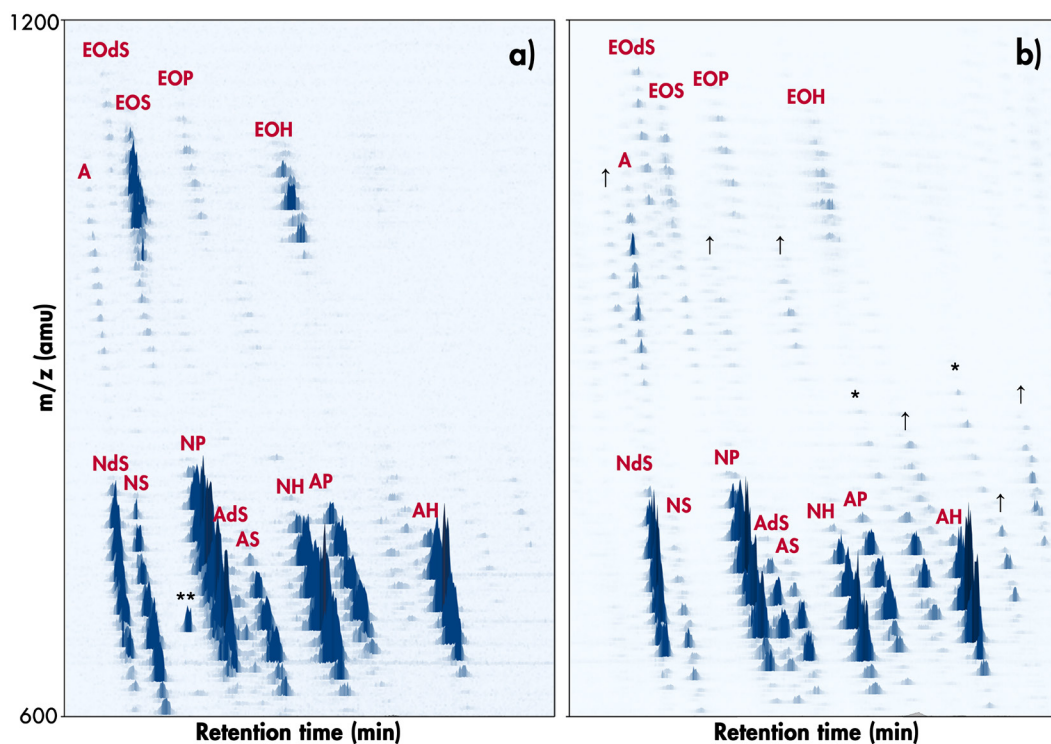 1200
a)
EOdS
EOP
EOS
EOH
A
NP
NdS
NS
NH
AP
AdS
AS
AH
**
m/z (amu)
600
Retention time (min)
b)
EOdS
EOS
EOP
EOH
A
↑
↑
↑
*
*
↑
↑
NP
NdS
NS
AdS
AS
NH
AP
AH
↑
Retention time (min)